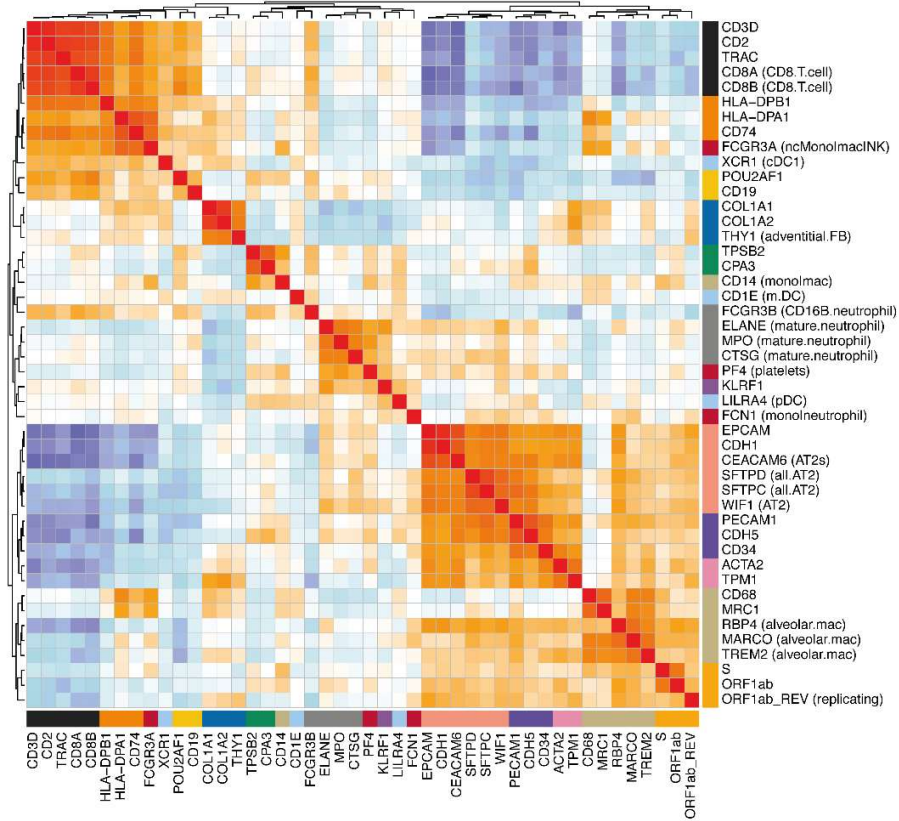 CD3D
CD2
TRAC
CD8A (CD8.T.cell)
CD8B (CD8.T.cell)
HLA-DPB1
HLA-DPA1
CD74
FCGR3A (ncMonoImacINK)
XCR1 (cDC1)
POU2AF1
CD19
COL1A1
COL1A2
THY1 (adventitial.FB)
TPSB2
CPA3
CD14 (monoImac)
CD1E (m.DC)
FCGR3B (CD16B.neutrophil)
ELANE (mature.neutrophil)
MPO (mature.neutrophil)
CTSG (mature.neutrophil)
PF4 (platelets)
KLRF1
LILRA4 (pDC)
FCN1 (monoIneutrophil)
EPCAM
CDH1
CEACAM6 (AT2s)
SFTPD (all.AT2)
SFTPC (all.AT2)
WIF1 (AT2)
PECAM1
CDH5
CD34
ACTA2
TPM1
CD68
MRC1
RBP4 (alveolar.mac)
MARCO (alveolar.mac)
TREM2 (alveolar.mac)
S
ORF1ab
ORF1ab_REV (replicating)
CD3D
CD2
TRAC
CD8A
CD8B
HLA-DPB1
HLA-DPA1
CD74
FCGR3A
XCR1
POU2AF1
CD19
COL1A1
COL1A2
THY1
TPSB2
CPA3
CD14
CD1E
FCGR3B
ELANE
MPO
CTSG
PF4
KLRF1
LILRA4
FCN1
EPCAM
CDH1
CEACAM6
SFTPD
SFTPC
WIF1
PECAM1
CDH5
CD34
ACTA2
TPM1
CD68
MRC1
RBP4
MARCO
TREM2
S
ORF1ab
ORF1ab_REV